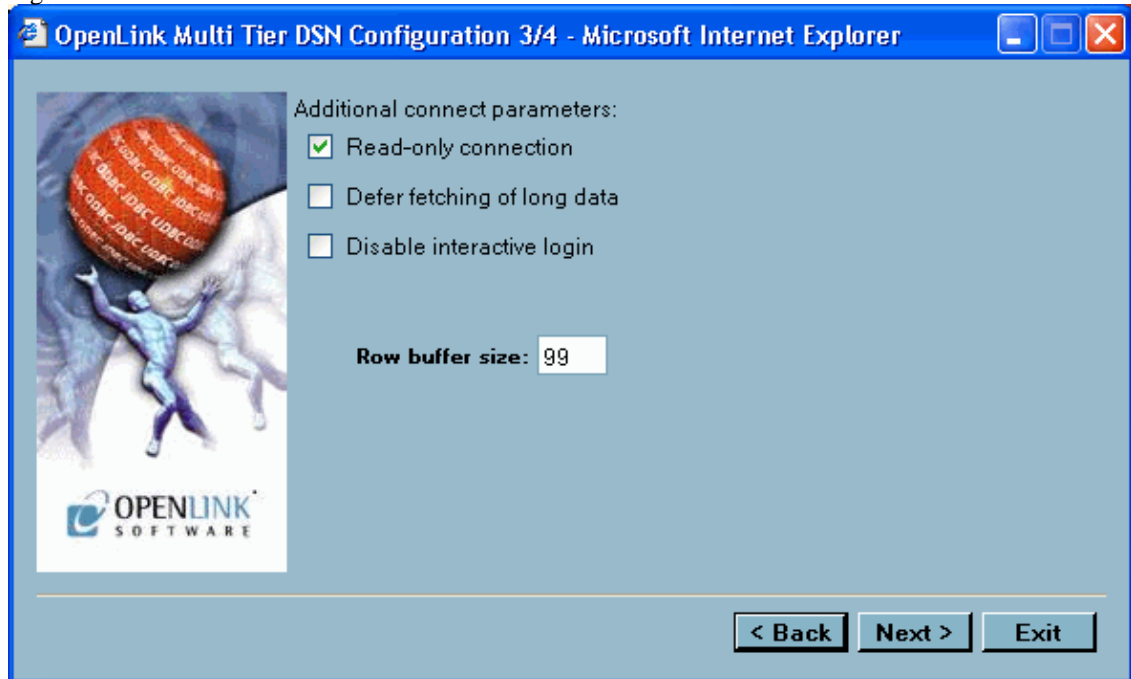 OpenLink Multi Tier DSN Configuration 3/4 - Microsoft Internet Explorer
Additional connect parameters:
Read-only connection
Defer fetching of long data
Disable interactive login
Row buffer size: 99
OPENLINK
SOFTWARE
< Back Next > Exit